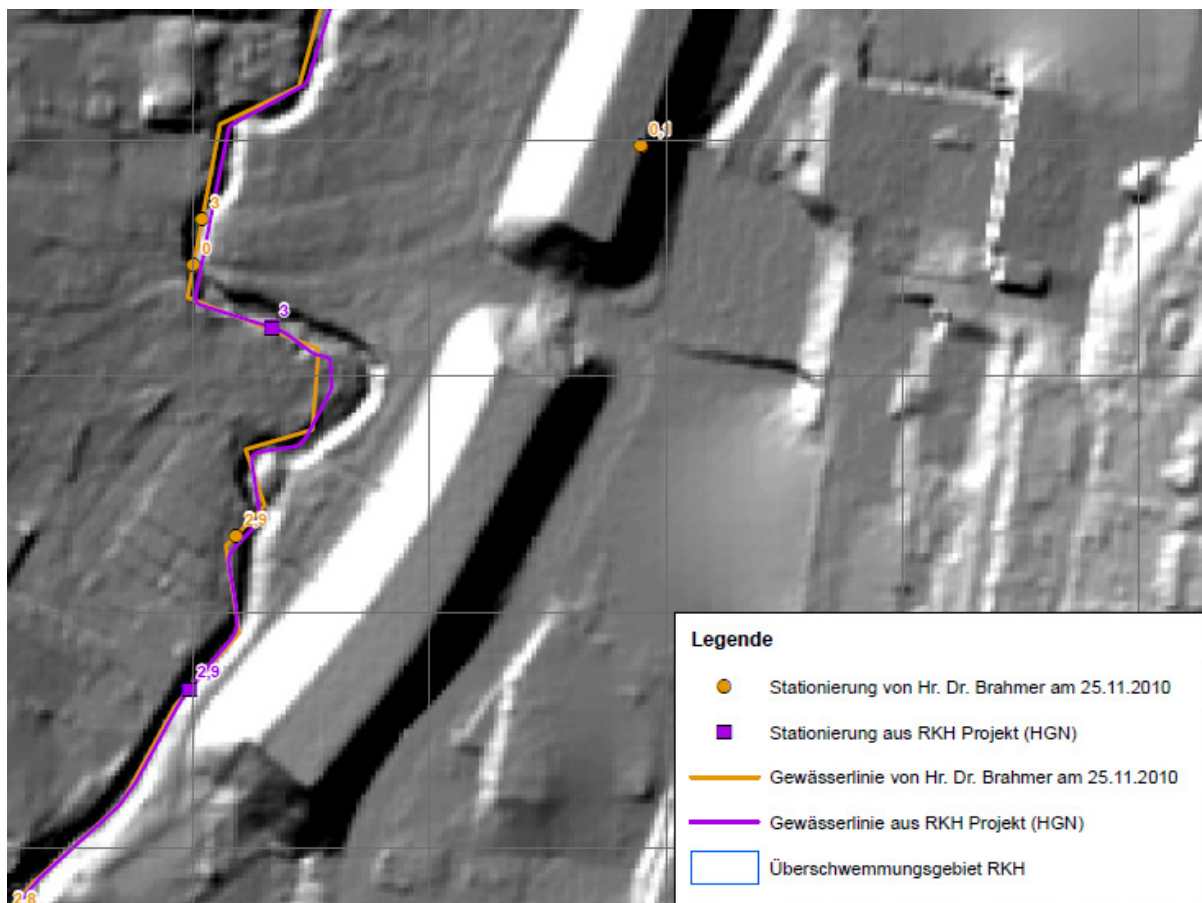 0,1
3
0
3
2,9
2,9
2,8
Legende
Stationierung von Hr. Dr. Brahmer am 25.11.2010
Stationierung aus RKH Projekt (HGN)
Gewässerlinie von Hr. Dr. Brahmer am 25.11.2010
Gewässerlinie aus RKH Projekt (HGN)
Überschwemmungsgebiet RKH